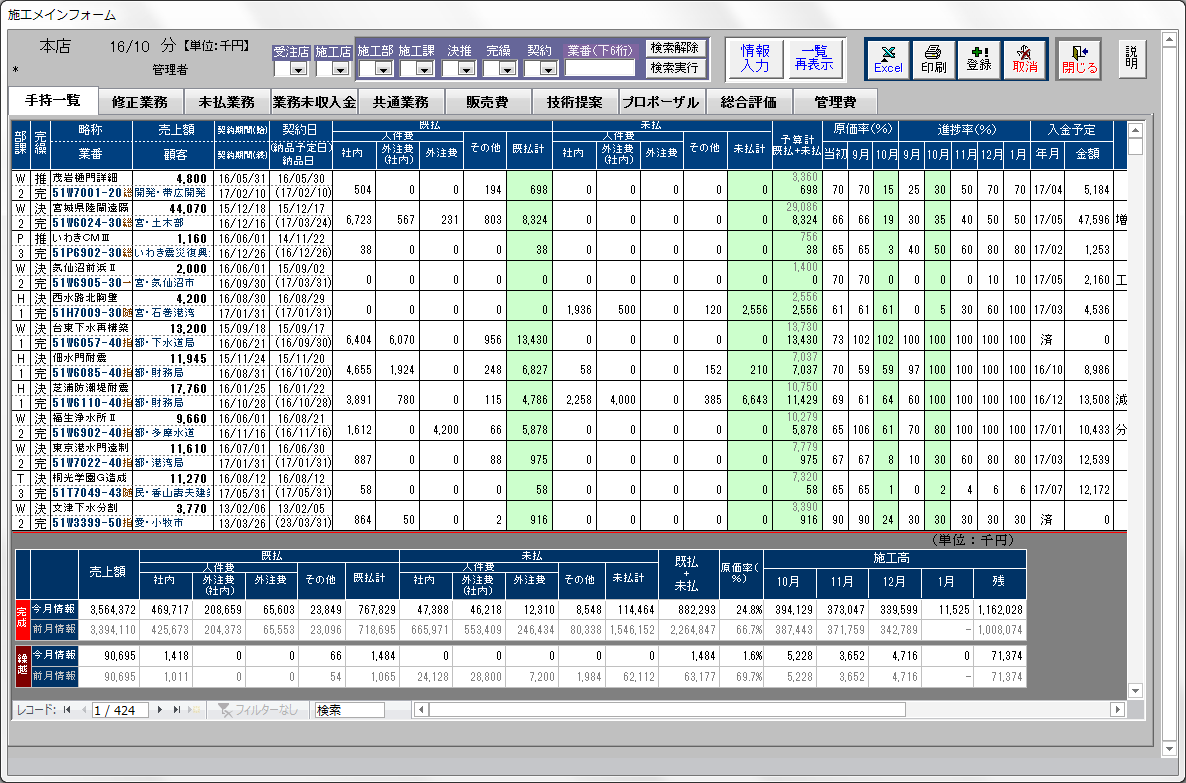 施工メインフォーム
本店 16/10 分【単位:千円】
* 管理者
受注店 施工店 施工部 施工課 決推 完繰 契約 業番(下6桁) 検索解除 検索実行
情報入力 一覧再表示 Excel 印刷 登録 取消 閉じる 説明
手持一覧 修正業務 未払業務 業務未収入金 共通業務 販売費 技術提案 プロポーザル 総合評価 管理費
部課 完繰 略称 業番 売上額 顧客 契約期間(始) 契約期間(終) 契約日 (納品予定日) 納品日 既払 人件費 社内 外注費(社内) 外注費 その他 既払計 未払 人件費 社内 外注費(社内) 外注費 その他 未払計 予算計 既払+未払 原価率(%) 当初 9月 10月 進捗率(%) 9月 10月 11月 12月 1月 入金予定 年月 金額
W 推 茂岩樋門詳細 4,800 16/05/31 16/05/30 3,360
2 完 51W7001-20 開発・帯広開発 17/02/10 (17/02/10) 504 0 0 194 698 0 0 0 0 0 698 70 70 15 25 30 50 70 70 17/04 5,184
W 決 宮城県陸閘遠隔 44,070 15/12/18 15/12/17 29,086
2 完 51W6024-30 宮・土木部 16/12/16 (17/03/24) 6,723 567 231 803 8,324 0 0 0 0 0 8,324 66 66 19 30 35 40 50 50 17/05 47,596 増
P 推 いわきCMⅢ 1,160 16/06/01 14/11/22 756
3 完 51P6902-30 いわき震災復興 16/12/26 (16/12/26) 38 0 0 0 38 0 0 0 0 0 38 65 65 3 40 50 60 80 80 17/02 1,253
W 決 気仙沼前浜Ⅱ 2,000 16/06/01 15/09/02 1,400
2 完 51W6905-30 宮・気仙沼市 16/09/30 (17/03/31) 0 0 0 0 0 0 0 0 0 0 0 70 70 0 0 0 0 10 10 17/05 2,160 工
H 決 西水路北胸壁 4,200 16/08/30 16/08/29 2,556
1 完 51H7009-30 宮・石巻港湾 17/01/31 (17/01/31) 0 0 0 0 0 1,936 500 0 120 2,556 2,556 61 61 61 0 5 30 60 100 17/03 4,536
W 決 台東下水再構築 13,200 15/09/18 15/09/17 13,730
1 完 51W6057-40 都・下水道局 16/06/21 (16/09/30) 6,404 6,070 0 956 13,430 0 0 0 0 0 13,430 73 102 102 100 100 100 100 100 済 0
H 決 佃水門耐震 11,945 15/11/24 15/11/20 7,037
1 完 51W6085-40 都・財務局 16/08/31 (16/10/20) 4,655 1,924 0 248 6,827 58 0 0 152 210 7,037 70 59 59 97 100 100 100 100 16/10 8,986
H 決 芝浦防潮堤耐震 17,760 16/01/25 16/01/22 10,750
1 完 51W6110-40 都・財務局 16/10/28 (16/10/28) 3,891 780 0 115 4,786 2,258 4,000 0 385 6,643 11,429 69 61 64 60 100 100 100 100 16/12 13,508 減
W 決 福生浄水所Ⅱ 9,660 16/06/01 16/08/21 10,279
2 完 51W6902-40 都・多摩水道 16/11/16 (16/11/16) 1,612 0 4,200 66 5,878 0 0 0 0 0 5,878 65 106 61 70 80 100 100 100 17/01 10,433 分
W 決 東京港水門遠制 11,610 16/07/01 16/06/30 7,779
2 完 51W7022-40 都・港湾局 17/01/31 (17/01/31) 887 0 0 88 975 0 0 0 0 0 975 67 67 8 10 30 60 80 80 17/03 12,539
T 決 桐光学園G造成 11,270 16/08/12 16/08/12 7,320
3 完 51T7049-43 民・香山壽夫建 17/05/31 (17/05/31) 58 0 0 0 58 0 0 0 0 0 58 65 65 1 0 2 4 6 6 17/07 12,172
W 決 文津下水分割 3,770 13/02/06 13/02/05 3,390
2 完 51W3399-50 愛・小牧市 13/03/26 (23/03/31) 864 50 0 2 916 0 0 0 0 0 916 90 90 24 30 30 30 30 30 済 0
(単位:千円)
売上額 既払 人件費 社内 外注費(社内) 外注費 その他 既払計 未払 人件費 社内 外注費(社内) 外注費 その他 未払計 既払+未払 原価率(%) 施工高 10月 11月 12月 1月 残
完成 今月情報 3,564,372 469,717 208,659 65,603 23,849 767,829 47,388 46,218 12,310 8,548 114,464 882,293 24.8% 394,129 373,047 339,599 11,525 1,162,028
前月情報 3,394,110 425,673 204,373 65,553 23,096 718,695 665,971 553,409 246,434 80,338 1,546,152 2,264,847 66.7% 387,443 371,759 342,789 - 1,008,074
繰越 今月情報 90,695 1,418 0 0 66 1,484 0 0 0 0 0 1,484 1.6% 5,228 3,652 4,716 0 71,374
前月情報 90,695 1,011 0 0 54 1,065 24,128 28,800 7,200 1,984 62,112 63,177 69.7% 5,228 3,652 4,716 - 71,374
レコード: 1 / 424 フィルターなし 検索